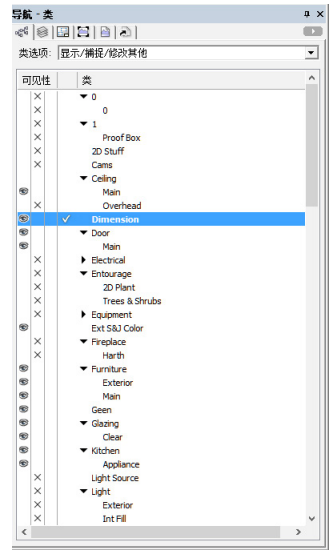 导航 - 类
类选项: 显示/捕捉/修改其他
可见性 类
0
0
1
Proof Box
2D Stuff
Cams
Ceiling
Main
Overhead
Dimension
Door
Main
Electrical
Entourage
2D Plant
Trees & Shrubs
Equipment
Ext S&J Color
Fireplace
Harth
Furniture
Exterior
Main
Geen
Glazing
Clear
Kitchen
Appliance
Light Source
Light
Exterior
Int Fill